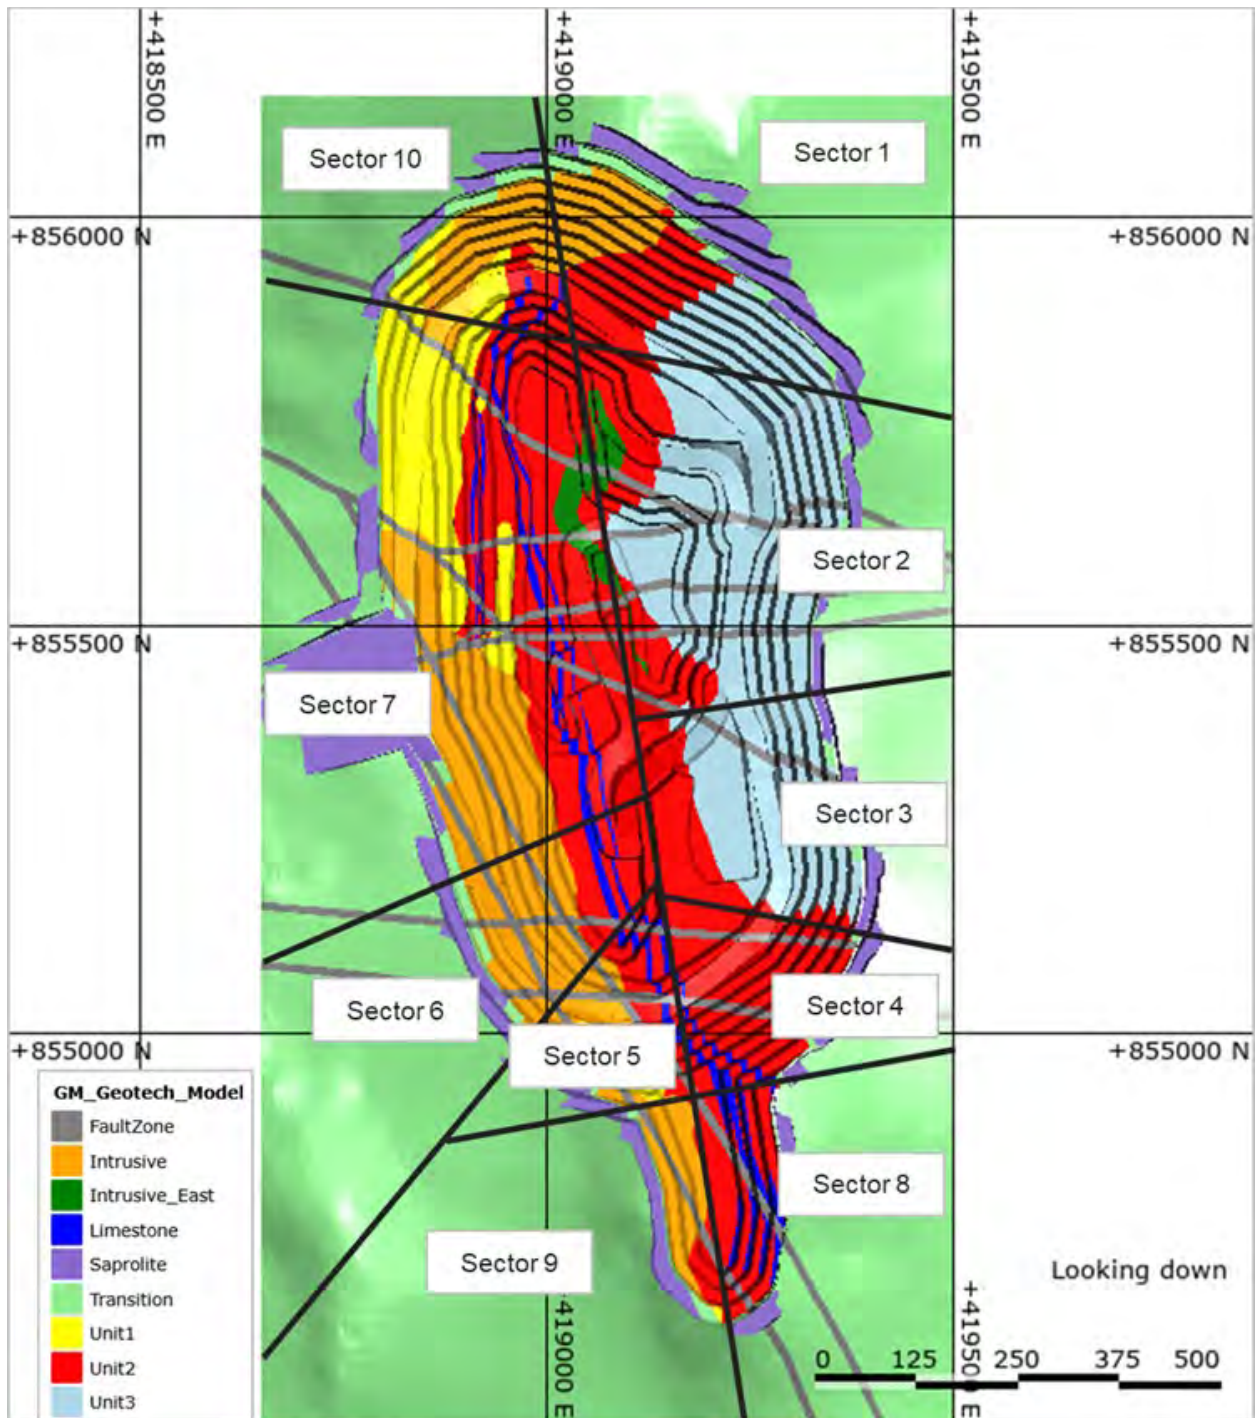 +418500 E
+419000 E
+419500 E
Sector 10
Sector 1
+856000 N
+856000 N
Sector 2
+855500 N
+855500 N
Sector 7
Sector 3
Sector 6
Sector 4
Sector 5
+855000 N
+855000 N
GM_Geotech_Model
FaultZone
Intrusive
Intrusive_East
Limestone
Saprolite
Transition
Unit1
Unit2
Unit3
Sector 8
Sector 9
Looking down
+419000 E
+419500 E
0 125 250 375 500